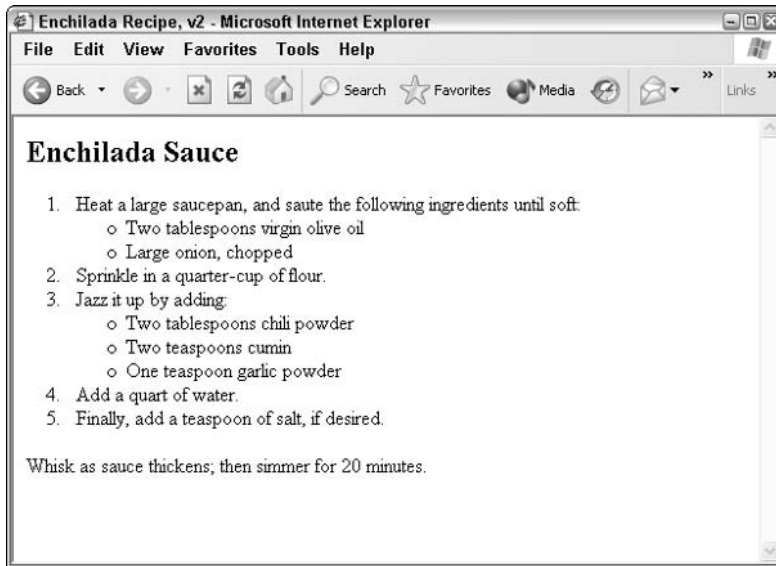 Enchilada Recipe, v2 - Microsoft Internet Explorer
File Edit View Favorites Tools Help
Back Search Favorites Media » Links »
Enchilada Sauce
1. Heat a large saucepan, and saute the following ingredients until soft:
o Two tablespoons virgin olive oil
o Large onion, chopped
2. Sprinkle in a quarter-cup of flour.
3. Jazz it up by adding:
o Two tablespoons chili powder
o Two teaspoons cumin
o One teaspoon garlic powder
4. Add a quart of water.
5. Finally, add a teaspoon of salt, if desired.
Whisk as sauce thickens; then simmer for 20 minutes.